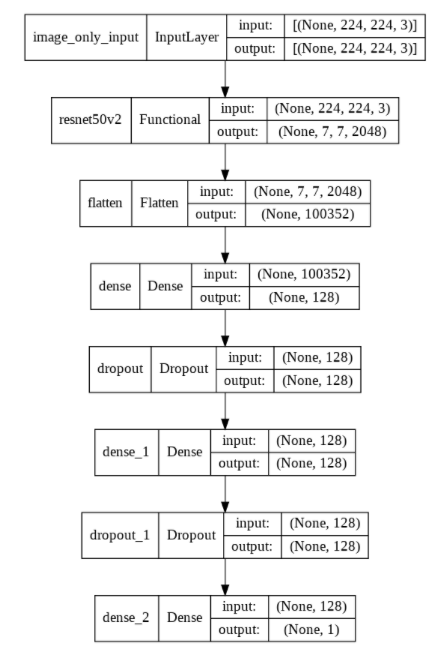 image_only_input InputLayer input: [(None, 224, 224, 3)]
output: [(None, 224, 224, 3)]
resnet50v2 Functional input: (None, 224, 224, 3)
output: (None, 7, 7, 2048)
flatten Flatten input: (None, 7, 7, 2048)
output: (None, 100352)
dense Dense input: (None, 100352)
output: (None, 128)
dropout Dropout input: (None, 128)
output: (None, 128)
dense_1 Dense input: (None, 128)
output: (None, 128)
dropout_1 Dropout input: (None, 128)
output: (None, 128)
dense_2 Dense input: (None, 128)
output: (None, 1)